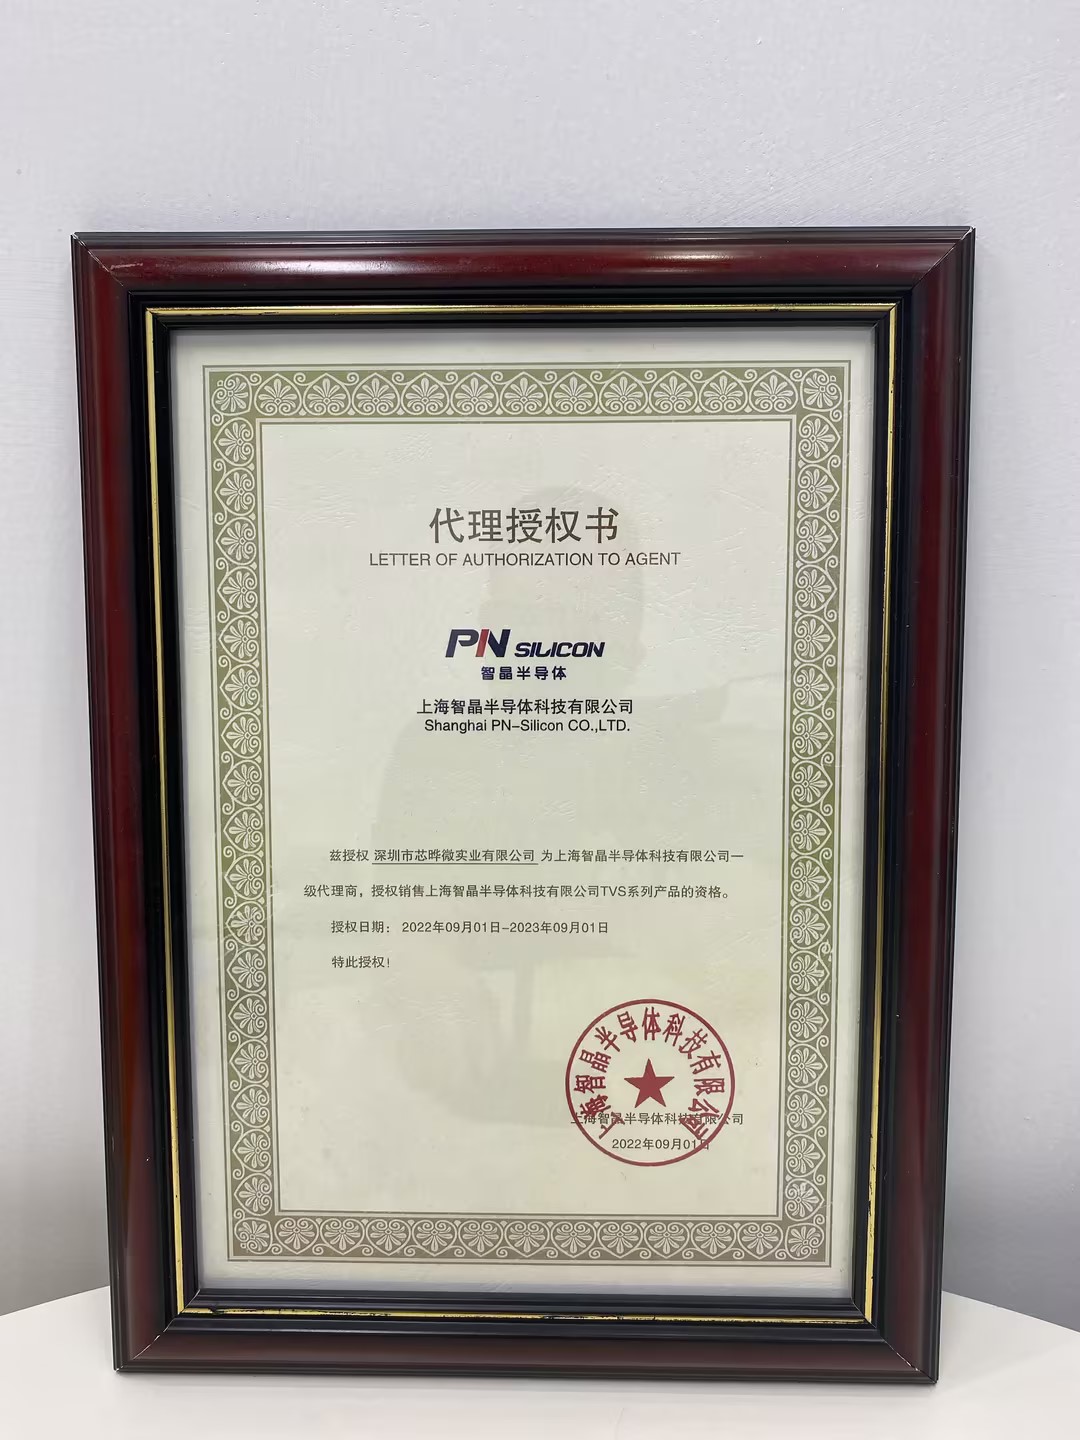 代理授权书
LETTER OF AUTHORIZATION TO AGENT
PN SILICON
智晶半导体
上海智晶半导体科技有限公司
Shanghai PN-Silicon CO.,LTD.
兹授权 深圳市芯晔微实业有限公司 为上海智晶半导体科技有限公司一
级代理商，授权销售上海智晶半导体科技有限公司TVS系列产品的资格。
授权日期： 2022年09月01日-2023年09月01日
特此授权！
上海智晶半导体科技有限公司
上海智晶半导体科技有限公司
2022年09月01日